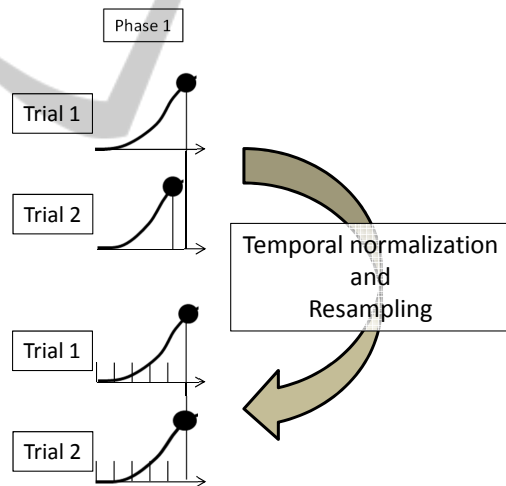 Phase 1
Trial 1
Trial 2
Temporal normalization
and
Resampling
Trial 1
Trial 2